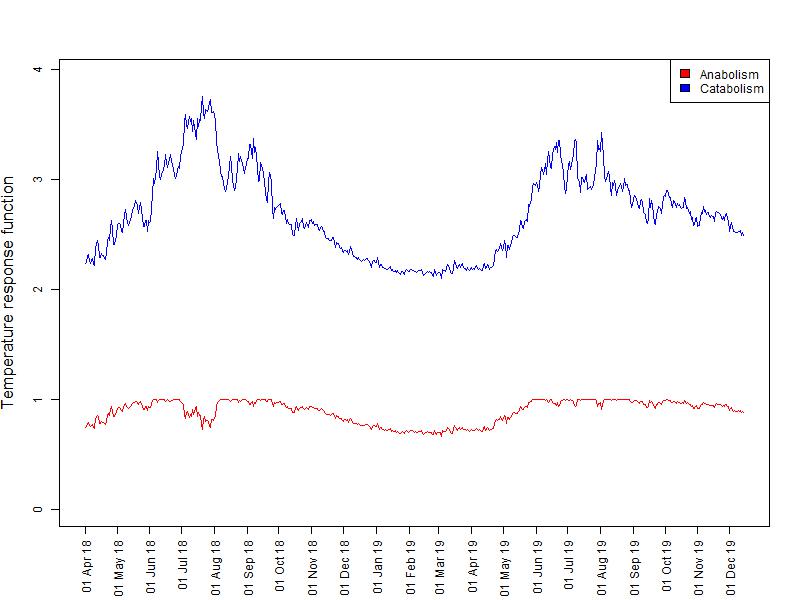 Anabolism
Catabolism
Temperature response function
4
3
2
1
0
01 Apr 18
01 May 18
01 Jun 18
01 Jul 18
01 Aug 18
01 Sep 18
01 Oct 18
01 Nov 18
01 Dec 18
01 Jan 19
01 Feb 19
01 Mar 19
01 Apr 19
01 May 19
01 Jun 19
01 Jul 19
01 Aug 19
01 Sep 19
01 Oct 19
01 Nov 19
01 Dec 19